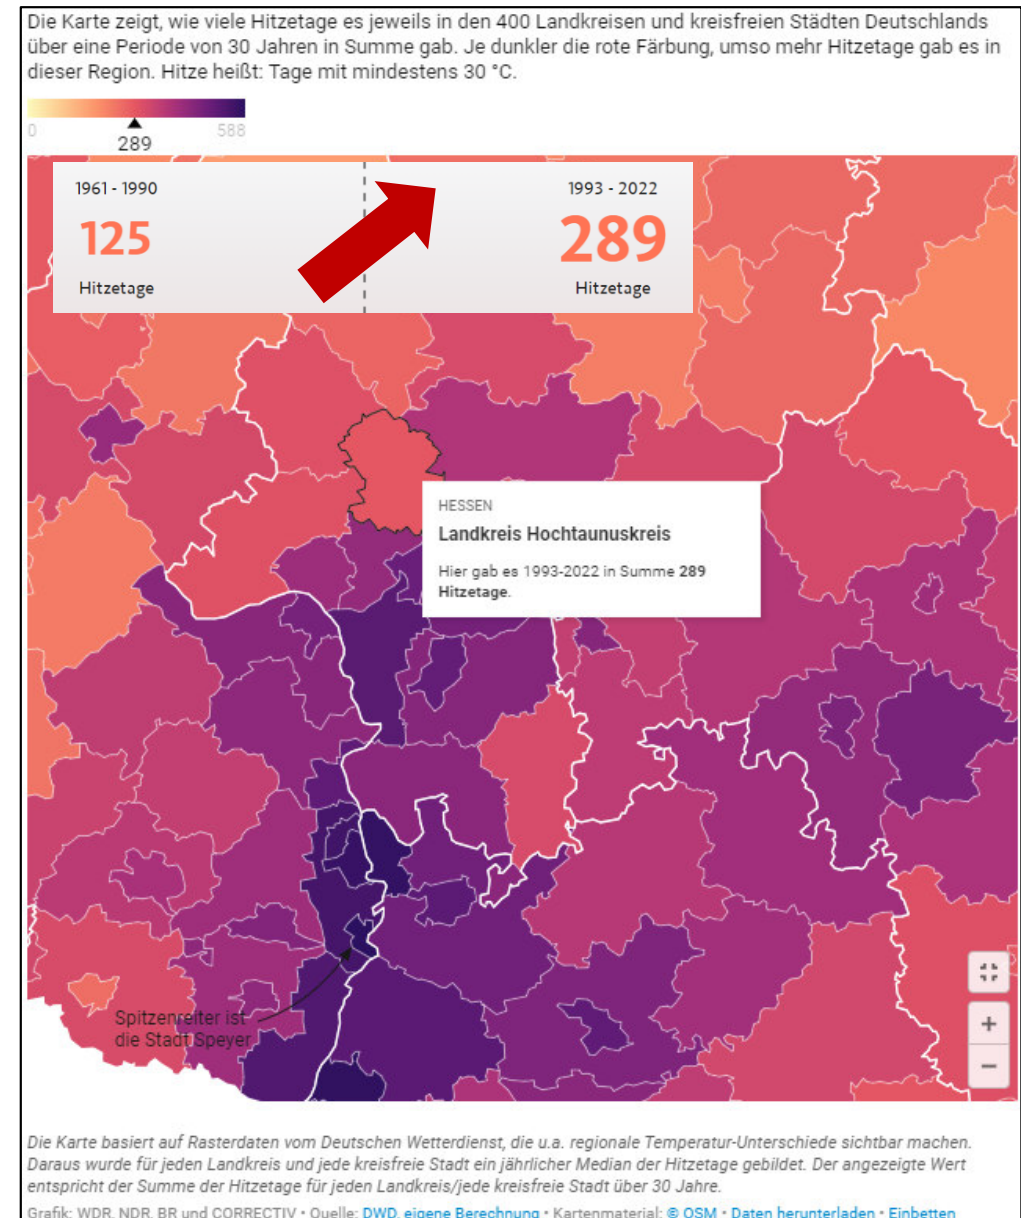 Die Karte zeigt, wie viele Hitzetage es jeweils in den 400 Landkreisen und kreisfreien Städten Deutschlands
über eine Periode von 30 Jahren in Summe gab. Je dunkler die rote Färbung, umso mehr Hitzetage gab es in
dieser Region. Hitze heißt: Tage mit mindestens 30 °C.
0
588
289
1961 - 1990
1993 - 2022
125
289
Hitzetage
Hitzetage
HESSEN
Landkreis Hochtaunuskreis
Hier gab es 1993-2022 in Summe 289
Hitzetage.
Spitzenreiter ist
die Stadt Speyer
+
−
Die Karte basiert auf Rasterdaten vom Deutschen Wetterdienst, die u.a. regionale Temperatur-Unterschiede sichtbar machen.
Daraus wurde für jeden Landkreis und jede kreisfreie Stadt ein jährlicher Median der Hitzetage gebildet. Der angezeigte Wert
entspricht der Summe der Hitzetage für jeden Landkreis/jede kreisfreie Stadt über 30 Jahre.
Grafik: WDR, NDR, BR und CORRECTIV • Quelle: DWD, eigene Berechnung • Kartenmaterial: © OSM • Daten herunterladen • Einbetten